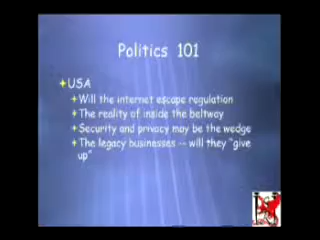 Politics 101
USA
Will the internet escape regulation
The reality of inside the beltway
Security and privacy may be the wedge
The legacy businesses -- will they "give
up"